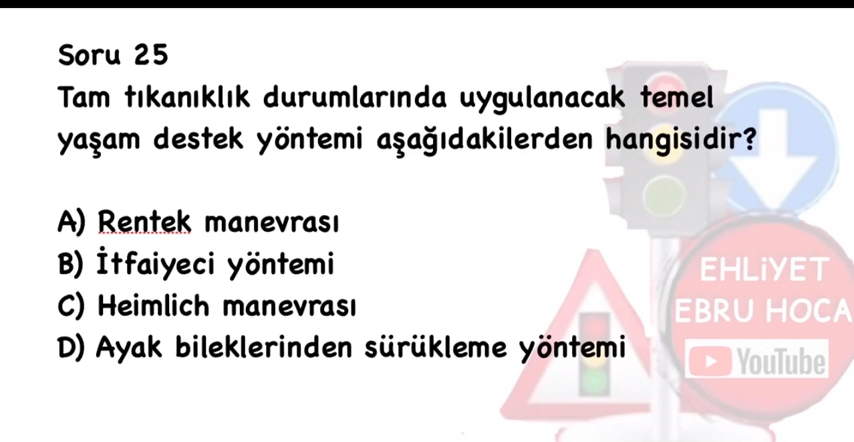 Soru 25
Tam tıkanıklık durumlarında uygulanacak temel
yaşam destek yöntemi aşağıdakilerden hangisidir?
A) Rentek manevrası
B) İtfaiyeci yöntemi
C) Heimlich manevrası
D) Ayak bileklerinden sürükleme yöntemi
EHLİYET
EBRU HOCA
YouTube